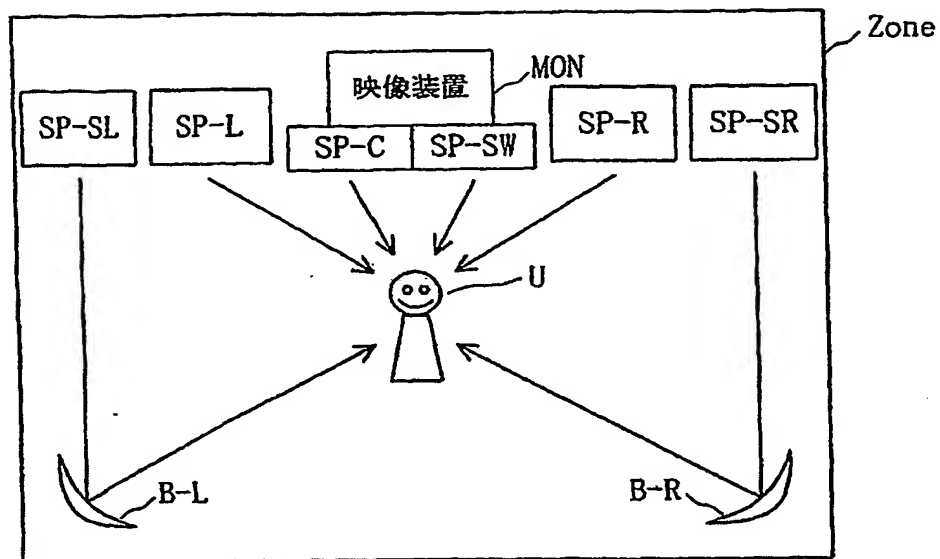 Zone
映像装置
MON
SP-SL
SP-L
SP-C
SP-SW
SP-R
SP-SR
U
B-L
B-R